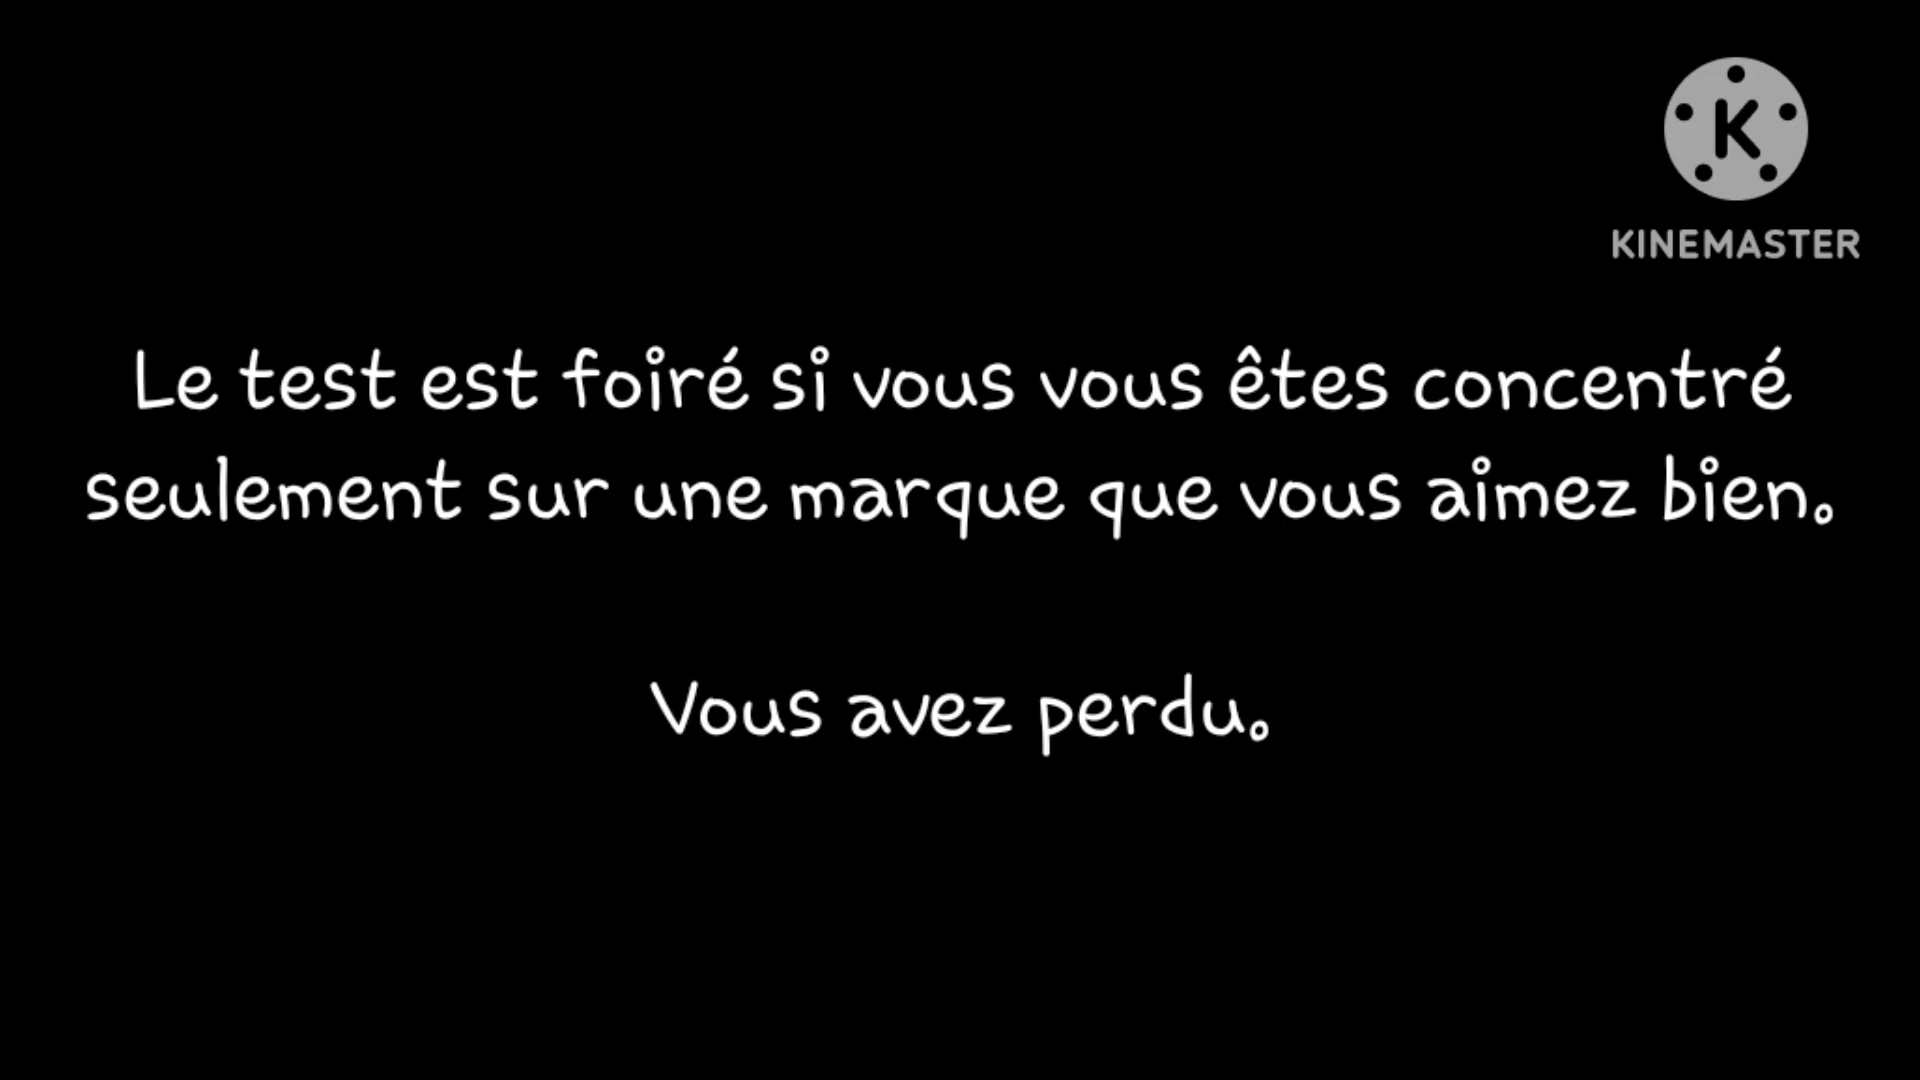 K
KINEMASTER
Le test est foiré si vous vous êtes concentré
seulement sur une marque que vous aimez bien.
Vous avez perdu.